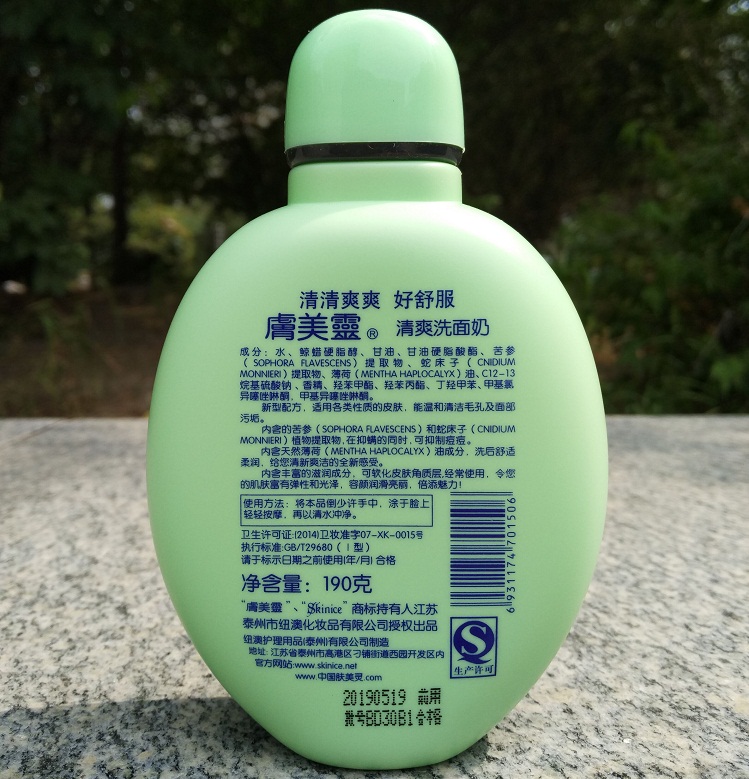 清清爽爽 好舒服
膚美靈® 清爽洗面奶
成分：水、鲸蜡硬脂醇、甘油、甘油硬脂酸酯、苦参
（SOPHORA FLAVESCENS）提取物、蛇床子（CNIDIUM
MONNIERI）提取物、薄荷（MENTHA HAPLOCALYX）油、C12-13
烷基硫酸钠、香精、羟苯甲酯、羟苯丙酯、丁羟甲苯、甲基氯
异噻唑啉酮，甲基异噻唑啉酮。
新型配方，适用各类性质的皮肤，能温和清洁毛孔及面部
污垢。
内含的苦参（SOPHORA FLAVESCENS）和蛇床子（CNIDIUM
MONNIERI）植物提取物，在抑螨的同时，可抑制痘痘。
内含天然薄荷（MENTHA HAPLOCALYX）油成分，洗后舒适
柔润，给您清新爽洁的全新感受。
内含丰富的滋润成分，可软化皮肤角质层，经常使用，令您
的肌肤富有弹性和光泽，容颜润滑亮丽，倍添魅力！
使用方法：将本品倒少许手中，涂于脸上
轻轻按摩，再以清水冲净。
卫生许可证:(2014)卫妆准字07-XK-0015号
执行标准:GB/T29680（Ⅰ型）
请于标示日期之前使用(年/月)合格
净含量：190克
“膚美靈”、“Skinice”商标持有人江苏
泰州市纽澳化妆品有限公司授权出品
纽澳护理用品(泰州)有限公司制造
地址：江苏省泰州市高港区刁铺街道西园开发区内
官方网站:www.skinice.net
www.中国肤美灵.com
6 931174 701506
生产许可
20190519 前用
批号BD30B1合格